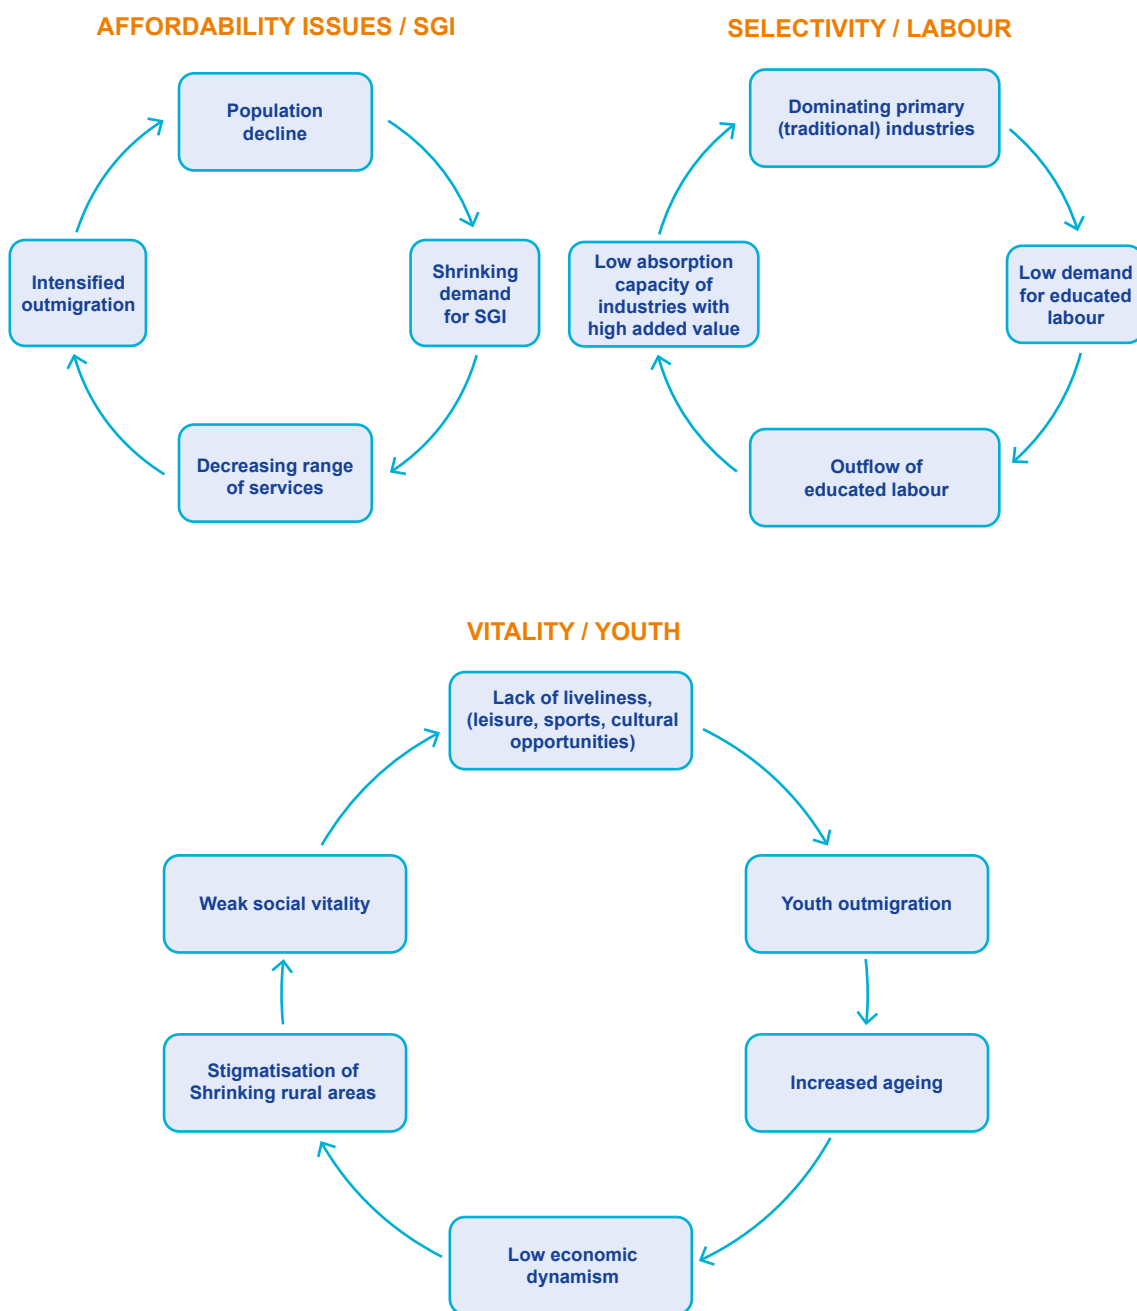 AFFORDABILITY ISSUES / SGI
Population
decline
Shrinking
demand
for SGI
Decreasing range
of services
Intensified
outmigration
SELECTIVITY / LABOUR
Dominating primary
(traditional) industries
Low demand
for educated
labour
Outflow of
educated labour
Low absorption
capacity of
industries with
high added value
VITALITY / YOUTH
Lack of liveliness,
(leisure, sports, cultural
opportunities)
Youth outmigration
Increased ageing
Low economic
dynamism
Stigmatisation of
Shrinking rural areas
Weak social vitality